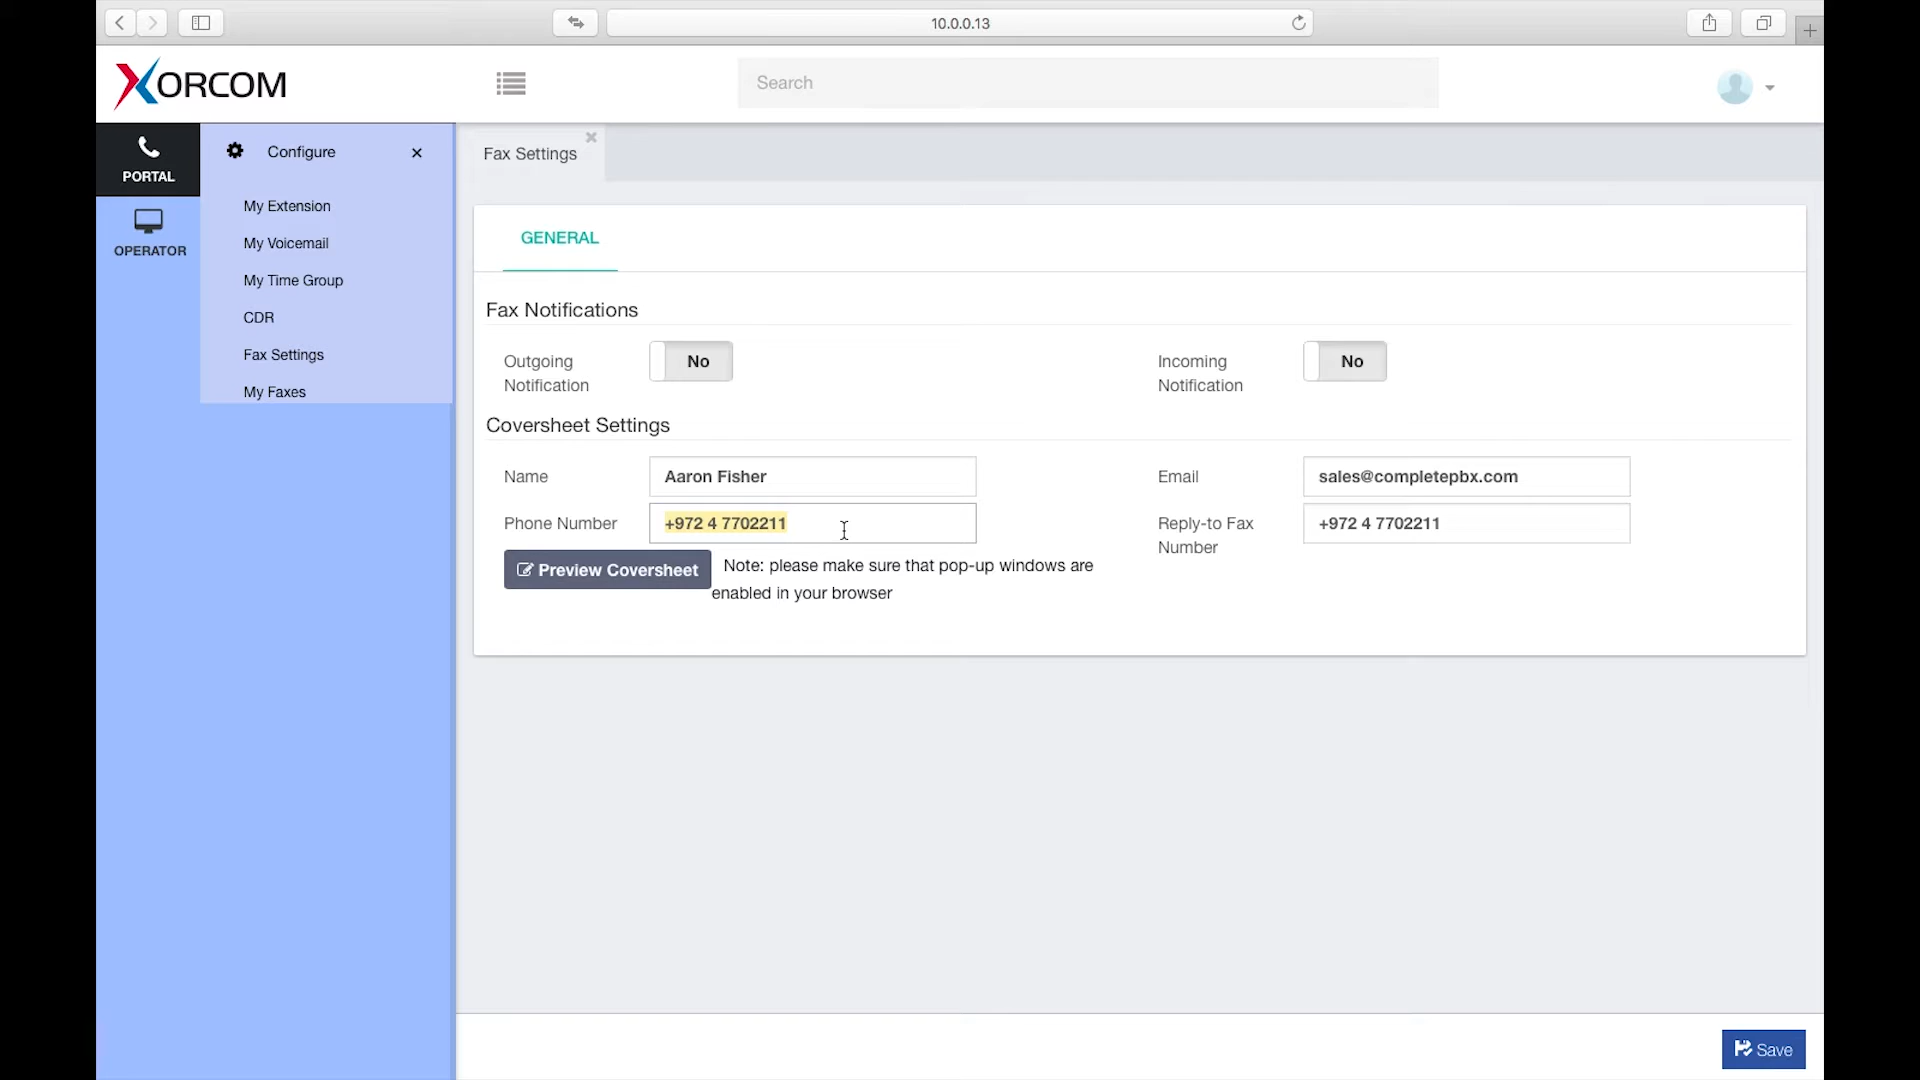 10.0.0.13
XORCOM
Search
PORTAL
OPERATOR
Configure
My Extension
My Voicemail
My Time Group
CDR
Fax Settings
My Faxes
Fax Settings
GENERAL
Fax Notifications
Outgoing
Notification
No
Incoming
Notification
No
Coversheet Settings
Name
Aaron Fisher
Email
sales@completepbx.com
Phone Number
+972 4 7702211
Reply-to Fax
Number
+972 4 7702211
Preview Coversheet
Note: please make sure that pop-up windows are
enabled in your browser
Save